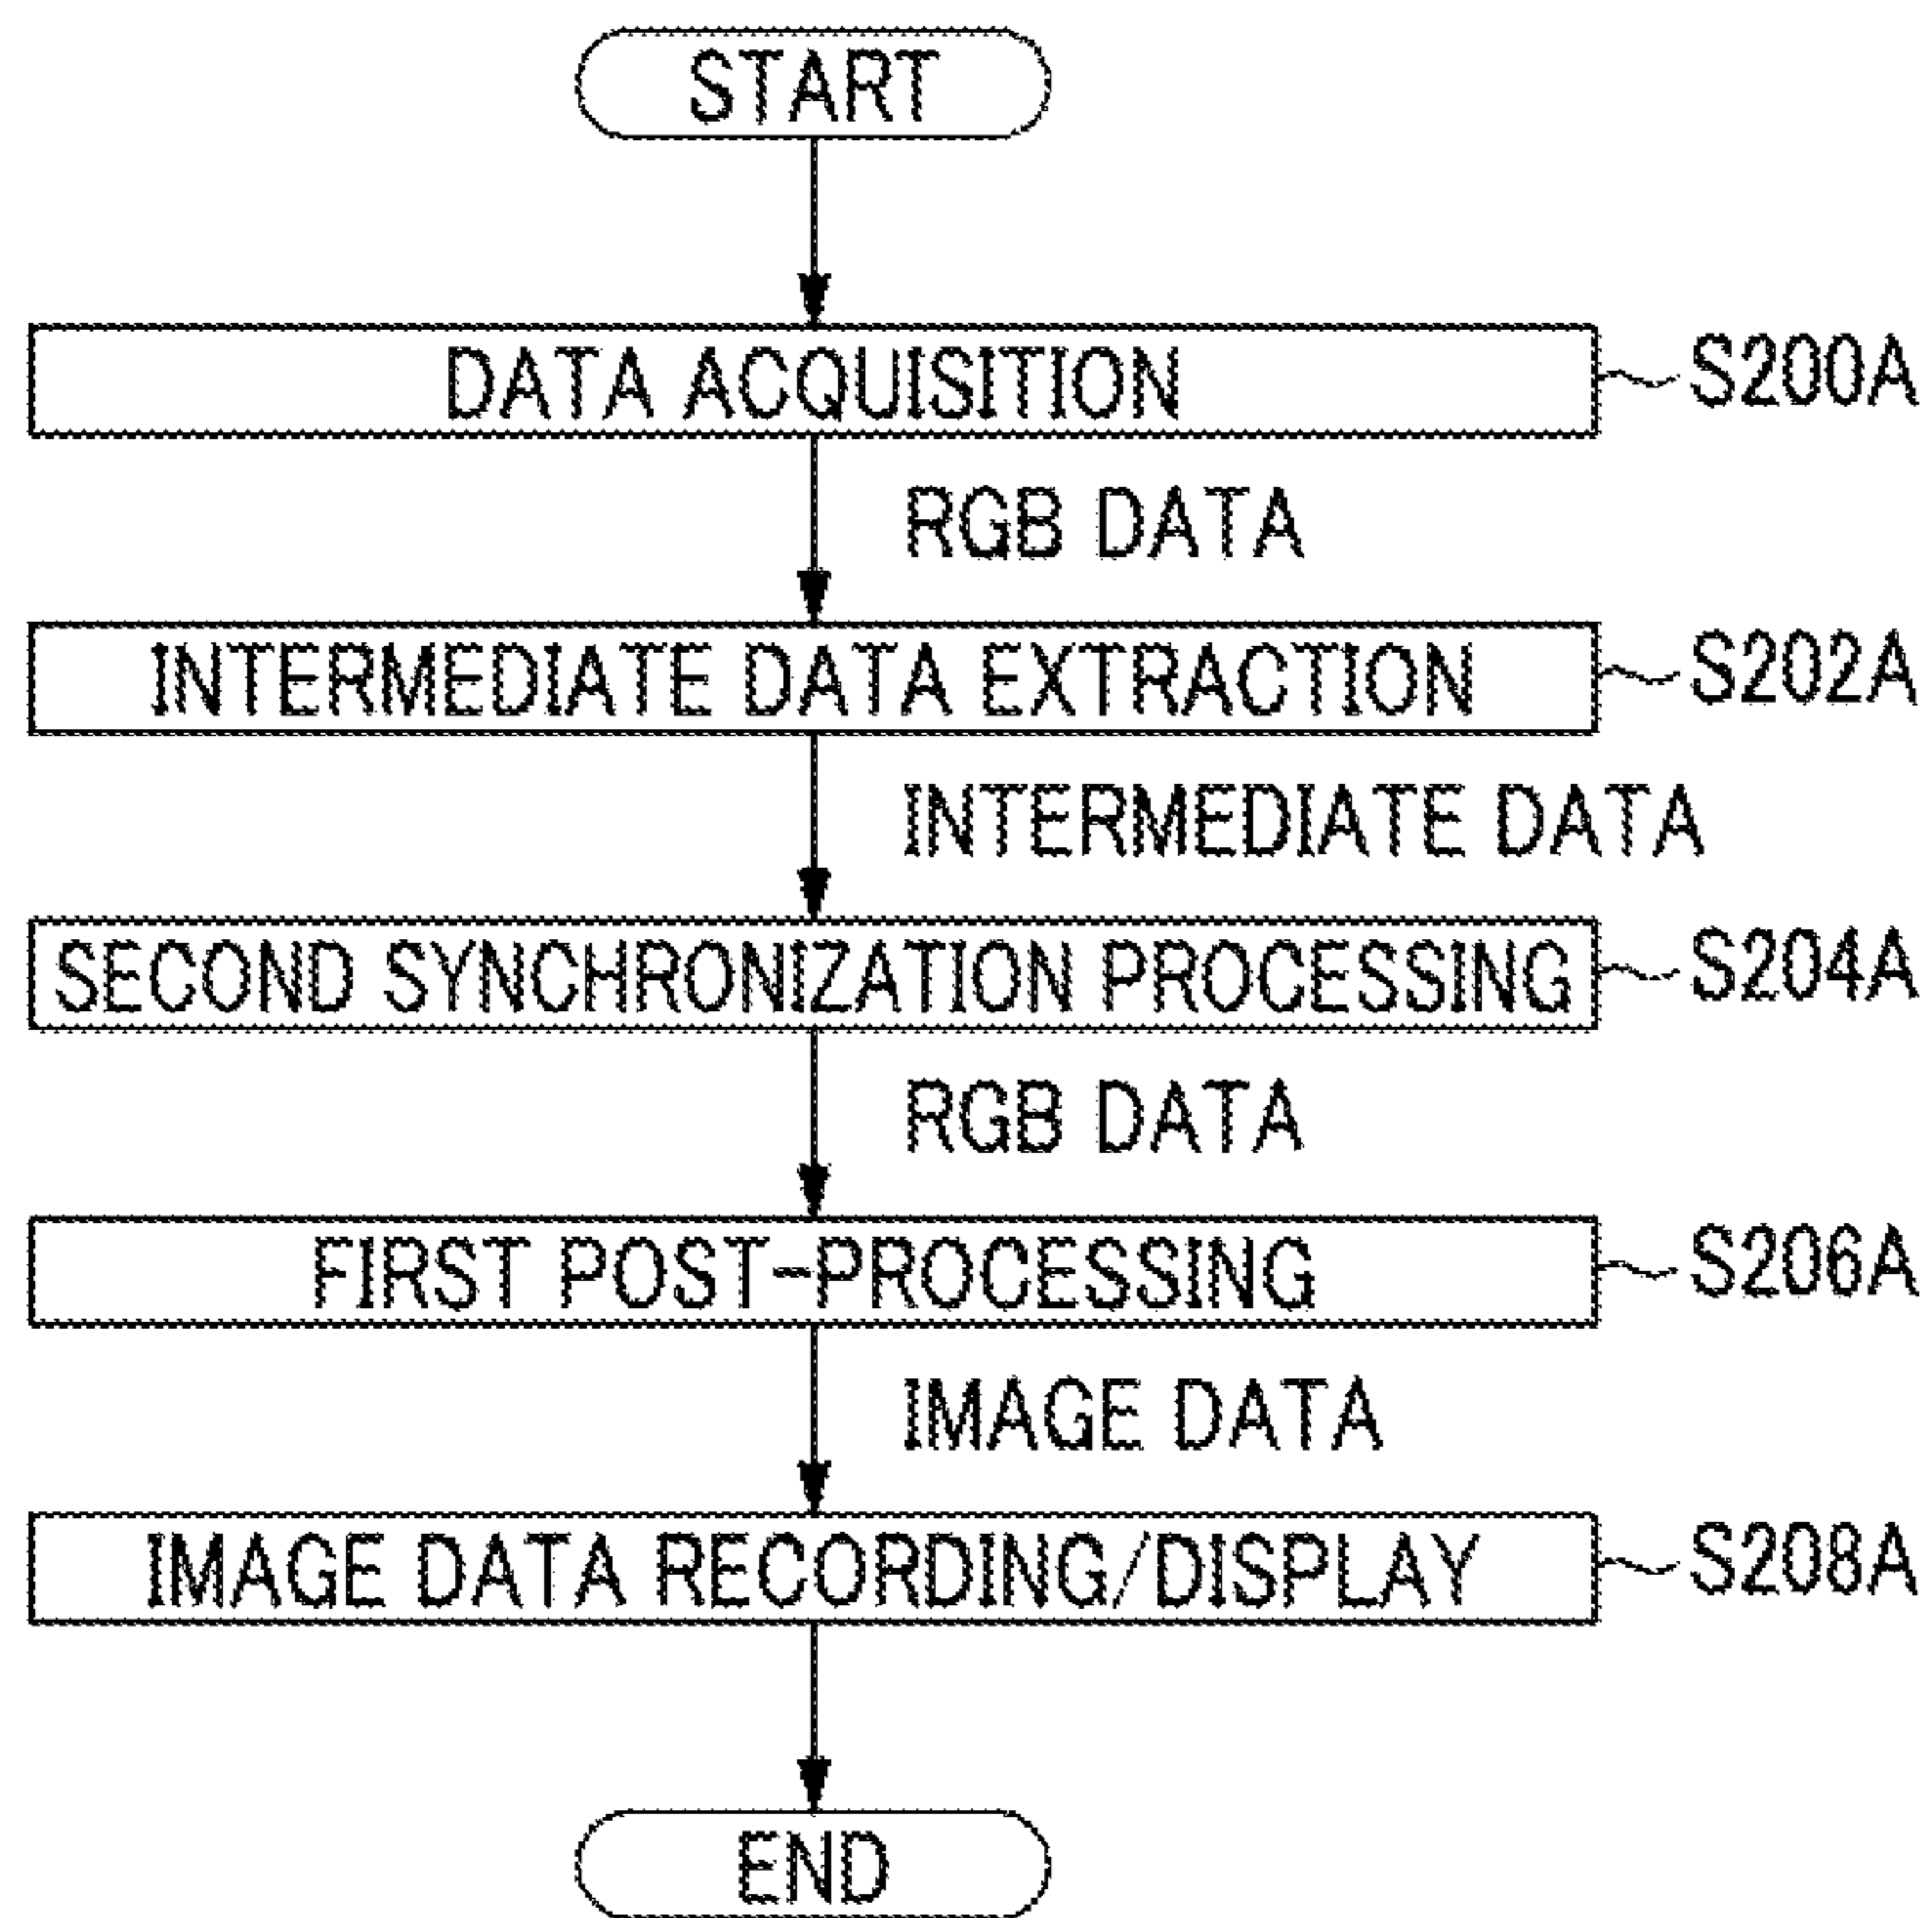 START
DATA ACQUISITION
S200A
RGB DATA
INTERMEDIATE DATA EXTRACTION
S202A
INTERMEDIATE DATA
SECOND SYNCHRONIZATION PROCESSING
S204A
RGB DATA
FIRST POST-PROCESSING
S206A
IMAGE DATA
IMAGE DATA RECORDING/DISPLAY
S208A
END